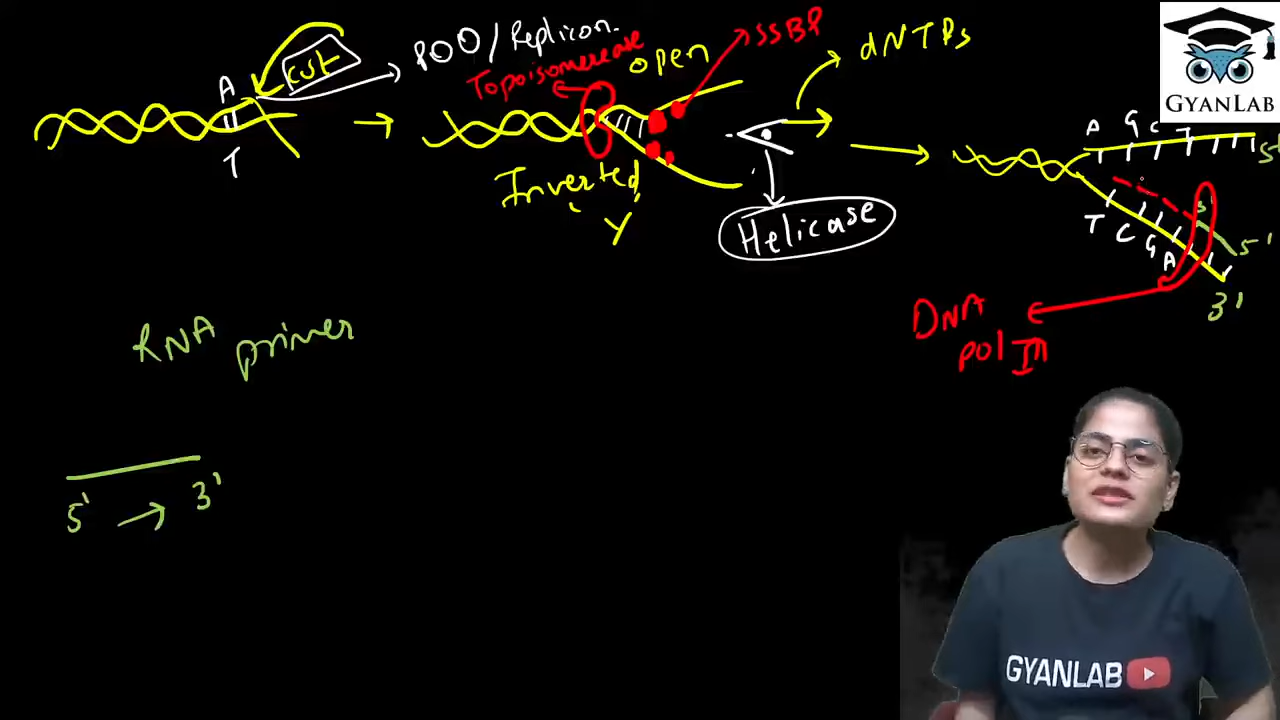 cut
POO / Replicon.
A
T
Topoisomerase
open
SSBP
dNTPs
Inverted
'Y'
Helicase
GYANLAB
A G C T
5'
T C G A
5'
3'
DNA
pol III
RNA primer
5' → 3'
GYANLAB